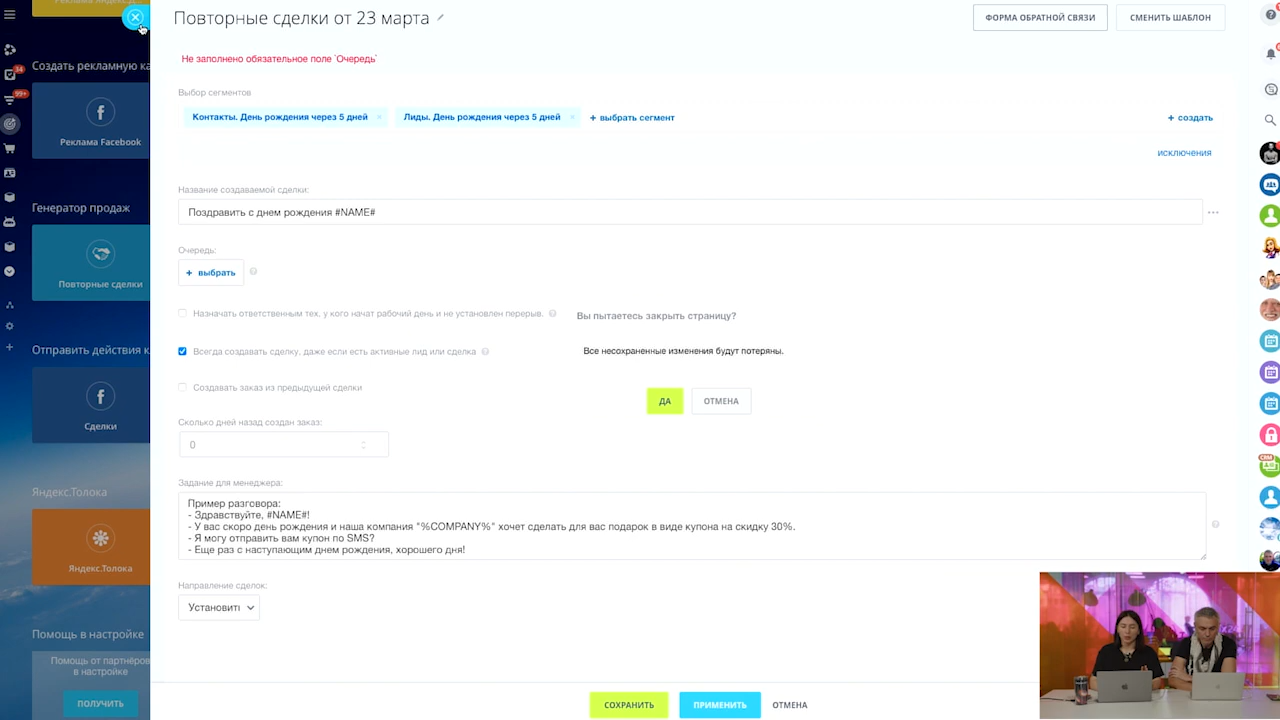 Повторные сделки от 23 марта
ФОРМА ОБРАТНОЙ СВЯЗИ
СМЕНИТЬ ШАБЛОН
Не заполнено обязательное поле `Очередь`
Выбор сегментов
Контакты. День рождения через 5 дней ×
Лиды. День рождения через 5 дней ×
+ выбрать сегмент
+ создать
исключения
Название создаваемой сделки:
Поздравить с днем рождения #NAME#
Очередь:
+ выбрать
Назначать ответственным тех, у кого начат рабочий день и не установлен перерыв.
Вы пытаетесь закрыть страницу?
Всегда создавать сделку, даже если есть активные лид или сделка
Все несохраненные изменения будут потеряны.
Создавать заказ из предыдущей сделки
ДА
ОТМЕНА
Сколько дней назад создан заказ:
0
Задание для менеджера:
Пример разговора:
- Здравствуйте, #NAME#!
- У вас скоро день рождения и наша компания "%COMPANY%" хочет сделать для вас подарок в виде купона на скидку 30%.
- Я могу отправить вам купон по SMS?
- Еще раз с наступающим днем рождения, хорошего дня!
Направление сделок:
Установить
СОХРАНИТЬ
ПРИМЕНИТЬ
ОТМЕНА
34
99+
Создать рекламную ка
Реклама Facebook
Генератор продаж
Повторные сделки
Отправить действия к
Сделки
Яндекс.Толока
Яндекс.Толока
Помощь в настройке
Помощь от партнёров
в настройке
ПОЛУЧИТЬ
CRM